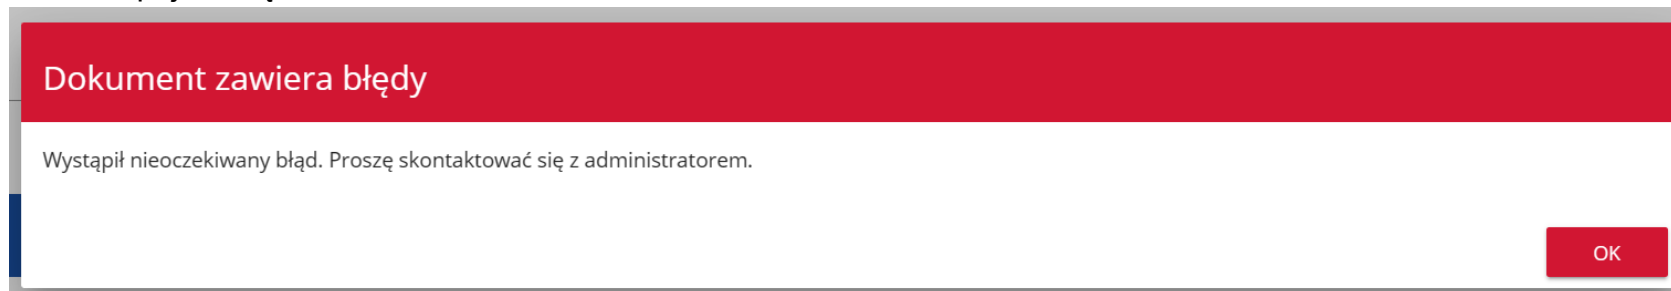 Dokument zawiera błędy
Wystąpił nieoczekiwany błąd. Proszę skontaktować się z administratorem.
OK